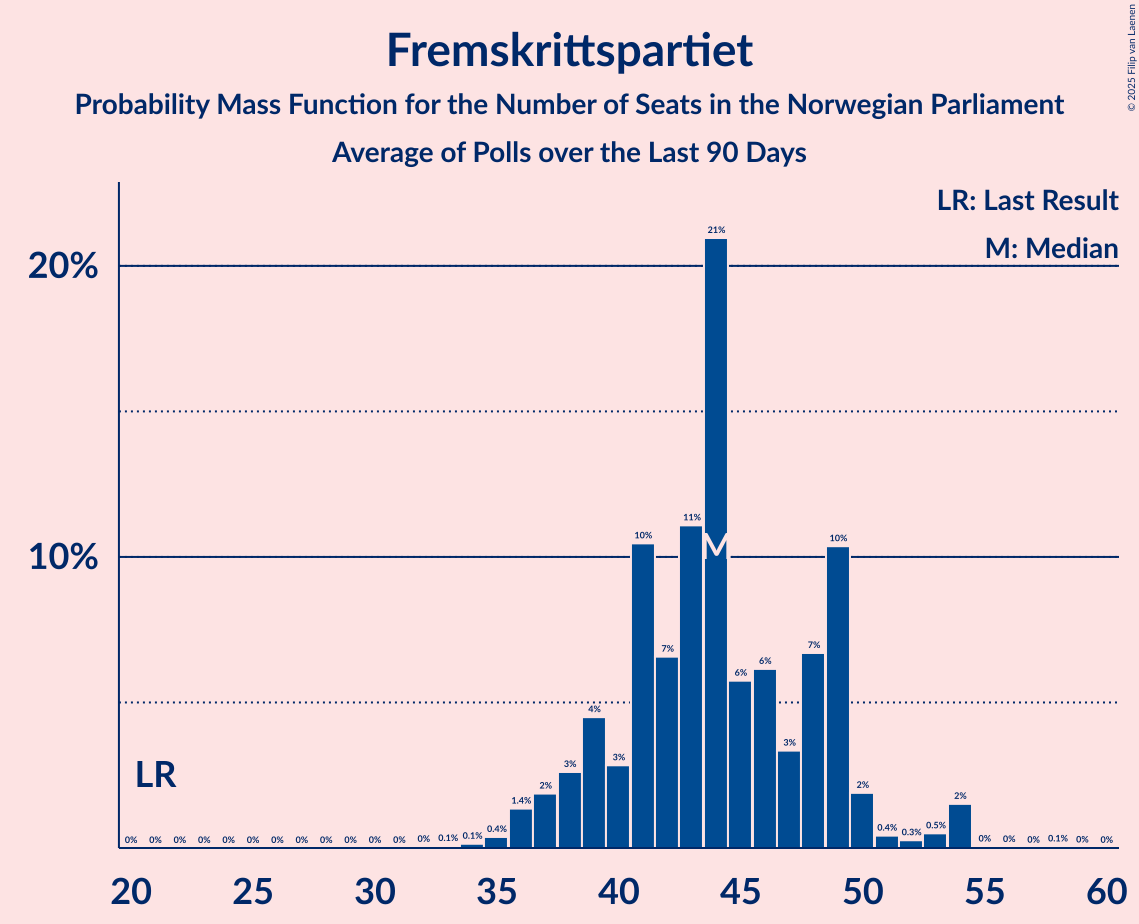 Fremskrittspartiet
Probability Mass Function for the Number of Seats in the Norwegian Parliament
Average of Polls over the Last 90 Days
© 2025 Filip van Laenen
LR: Last Result
M: Median
20%
10%
LR
M
0% 0% 0% 0% 0% 0% 0% 0% 0% 0% 0% 0% 0% 0.1% 0.1% 0.4% 1.4% 2% 3% 4% 3% 10% 7% 11% 21% 6% 6% 3% 7% 10% 2% 0.4% 0.3% 0.5% 2% 0% 0% 0% 0.1% 0% 0%
20 25 30 35 40 45 50 55 60